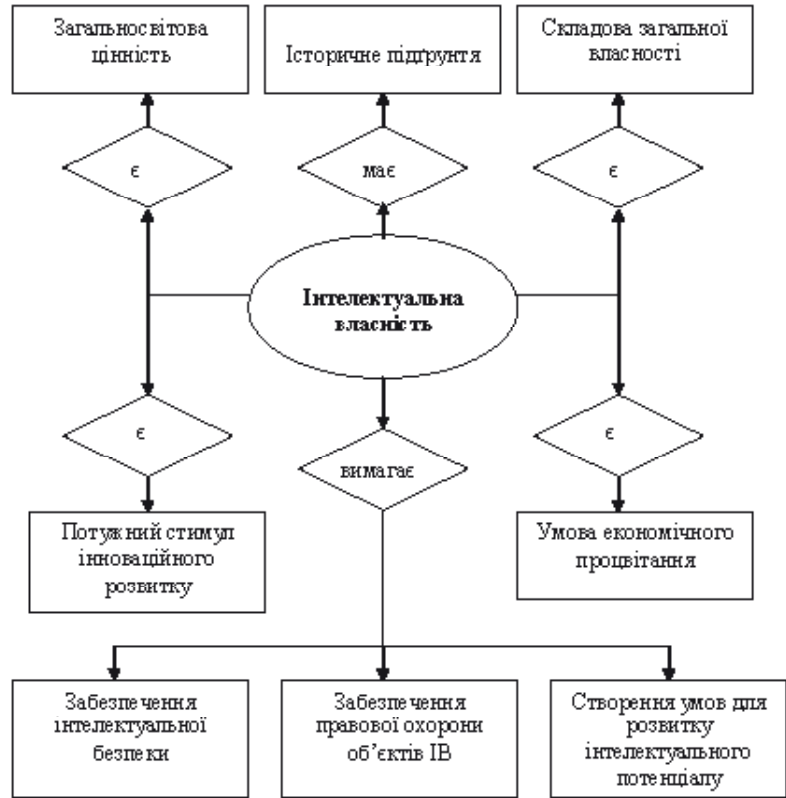 Загальносвітова
цінність
Історичне підґрунтя
Складова загальної
власності
є
має
є
Інтелектуальна
власність
є
вимагає
є
Потужний стимул
інноваційного
розвитку
Умова економічного
процвітання
Забезпечення
інтелектуальної
безпеки
Забезпечення
правової охорони
об’єктів ІВ
Створення умов для
розвитку
інтелектуального
потенціалу